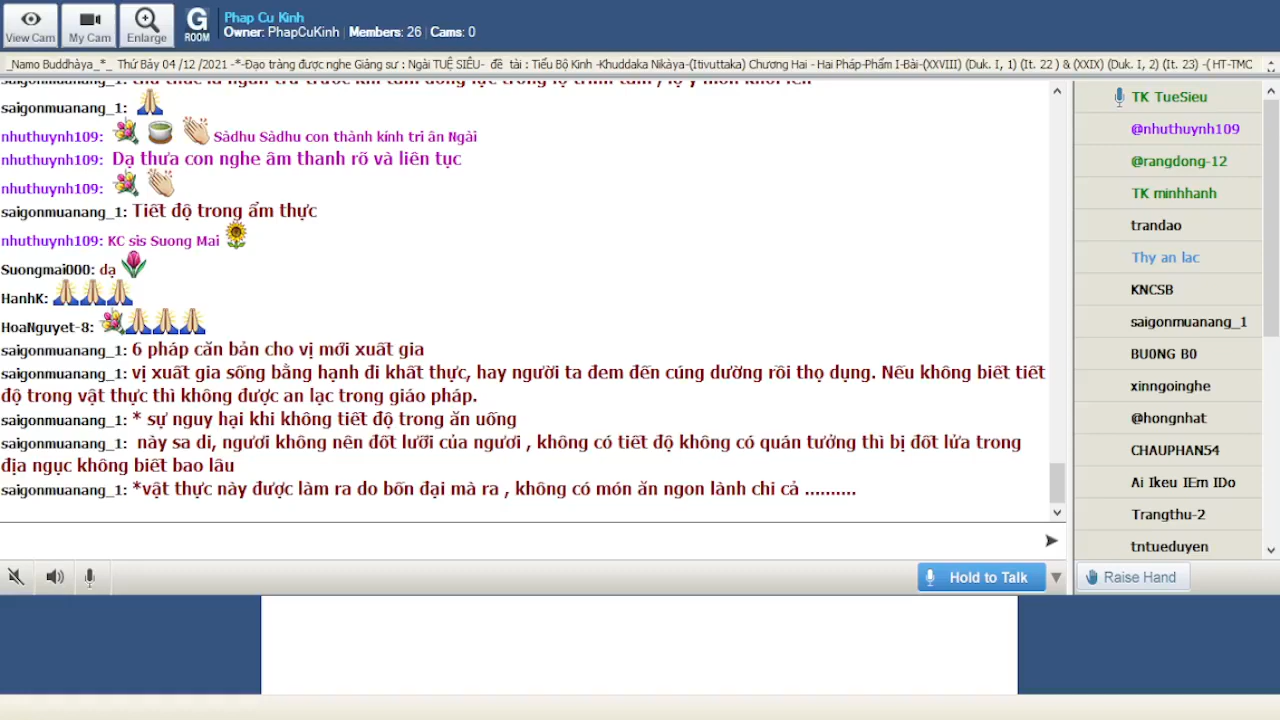 View Cam
My Cam
Enlarge
G
ROOM
Phap Cu Kinh
Owner: PhapCuKinh | Members: 26 | Cams: 0
_Namo Buddhàya_*_ Thứ Bảy 04 /12 /2021 -*-Đạo tràng được nghe Giảng sư : Ngài TUỆ SIÊU- đề tài : Tiểu Bộ Kinh -Khuddaka Nikàya-(Itivuttaka) Chương Hai - Hai Pháp-Phẩm I-Bài-(XXVIII) (Duk. I, 1) (It. 22 ) & (XXIX) (Duk. I, 2) (It. 23) -( HT-TMC
saigonmuanang_1:
nhuthuynh109: Sàdhu Sàdhu con thành kính tri ân Ngài
nhuthuynh109: Dạ thưa con nghe âm thanh rõ và liên tục
nhuthuynh109:
saigonmuanang_1: Tiết độ trong ẩm thực
nhuthuynh109: KC sis Suong Mai
Suongmai000: dạ
HanhK:
HoaNguyet-8:
saigonmuanang_1: 6 pháp căn bản cho vị mới xuất gia
saigonmuanang_1: vị xuất gia sống bằng hạnh đi khất thực, hay người ta đem đến cúng dường rồi thọ dụng. Nếu không biết tiết
độ trong vật thực thì không được an lạc trong giáo pháp.
saigonmuanang_1: * sự nguy hại khi không tiết độ trong ăn uống
saigonmuanang_1: này sa di, ngươi không nên đốt lưỡi của ngươi , không có tiết độ không có quán tưởng thì bị đốt lửa trong
địa ngục không biết bao lâu
saigonmuanang_1: *vật thực này được làm ra do bốn đại mà ra , không có món ăn ngon lành chi cả ..........
Hold to Talk
TK TueSieu
@nhuthuynh109
@rangdong-12
TK minhhanh
trandao
Thy an lac
KNCSB
saigonmuanang_1
BU0NG B0
xinngoinghe
@hongnhat
CHAUPHAN54
Ai Ikeu IEm IDo
Trangthu-2
tntueduyen
Raise Hand